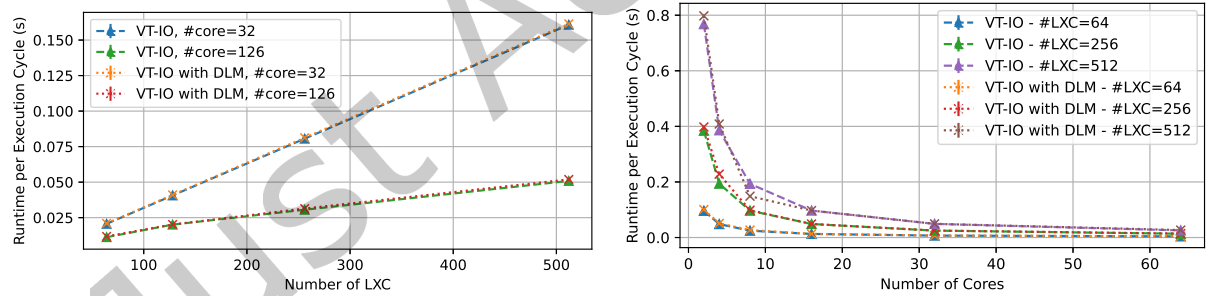 Runtime per Execution Cycle (s)
0.150
0.125
0.100
0.075
0.050
0.025
VT-IO, #core=32
VT-IO, #core=126
VT-IO with DLM, #core=32
VT-IO with DLM, #core=126
100
200
300
400
500
Number of LXC
Runtime per Execution Cycle (s)
0.8
0.6
0.4
0.2
0.0
VT-IO - #LXC=64
VT-IO - #LXC=256
VT-IO - #LXC=512
VT-IO with DLM - #LXC=64
VT-IO with DLM - #LXC=256
VT-IO with DLM - #LXC=512
0
10
20
30
40
50
60
Number of Cores
Just A